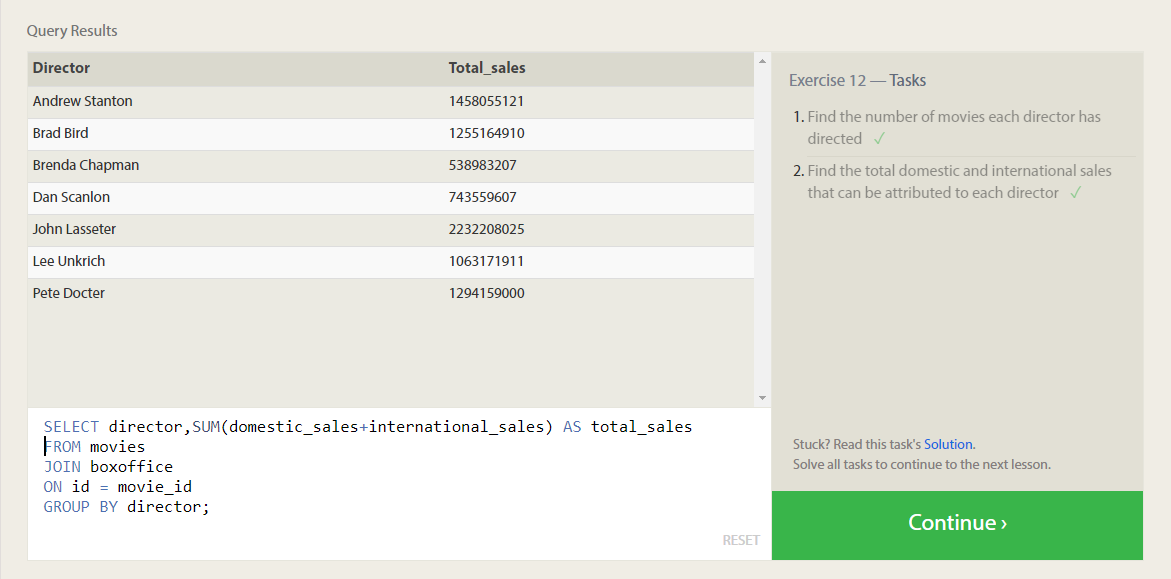 Query Results
Director Total_sales
Andrew Stanton 1458055121
Brad Bird 1255164910
Brenda Chapman 538983207
Dan Scanlon 743559607
John Lasseter 2232208025
Lee Unkrich 1063171911
Pete Docter 1294159000
SELECT director,SUM(domestic_sales+international_sales) AS total_sales
FROM movies
JOIN boxoffice
ON id = movie_id
GROUP BY director;
RESET
Exercise 12 — Tasks
1. Find the number of movies each director has
directed ✓
2. Find the total domestic and international sales
that can be attributed to each director ✓
Stuck? Read this task's Solution.
Solve all tasks to continue to the next lesson.
Continue ›